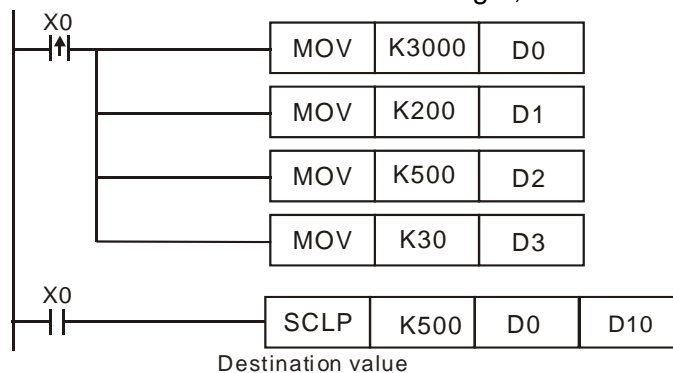 X0
MOV K3000 D0
MOV K200 D1
MOV K500 D2
MOV K30 D3
X0
SCLP K500 D0 D10
Destination value